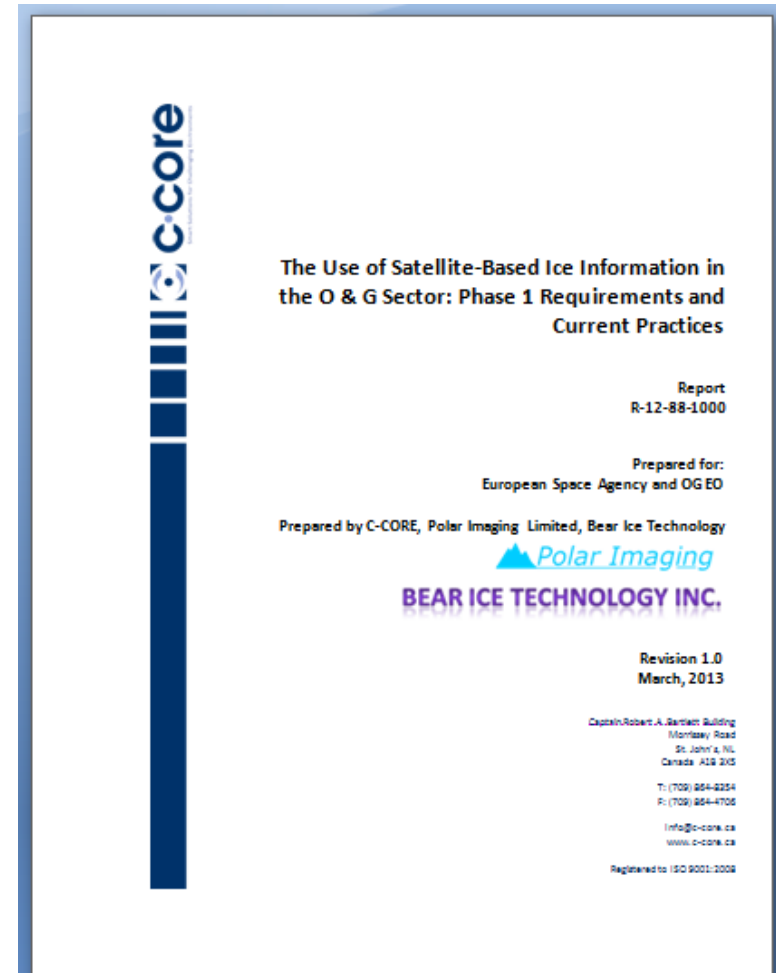 c-core
The Use of Satellite-Based Ice Information in
the O & G Sector: Phase 1 Requirements and
Current Practices
Report
R-12-88-1000
Prepared for:
European Space Agency and OGEO
Prepared by C-CORE, Polar Imaging Limited, Bear Ice Technology
Polar Imaging
BEAR ICE TECHNOLOGY INC.
Revision 1.0
March, 2013
Captain Robert A. Bartlett Building
Morrissey Road
St. John's, NL
Canada A1B 3X5
T: (709) 864-8354
F: (709) 864-4706
Info@c-core.ca
www.c-core.ca
Registered to ISO 9001:2008